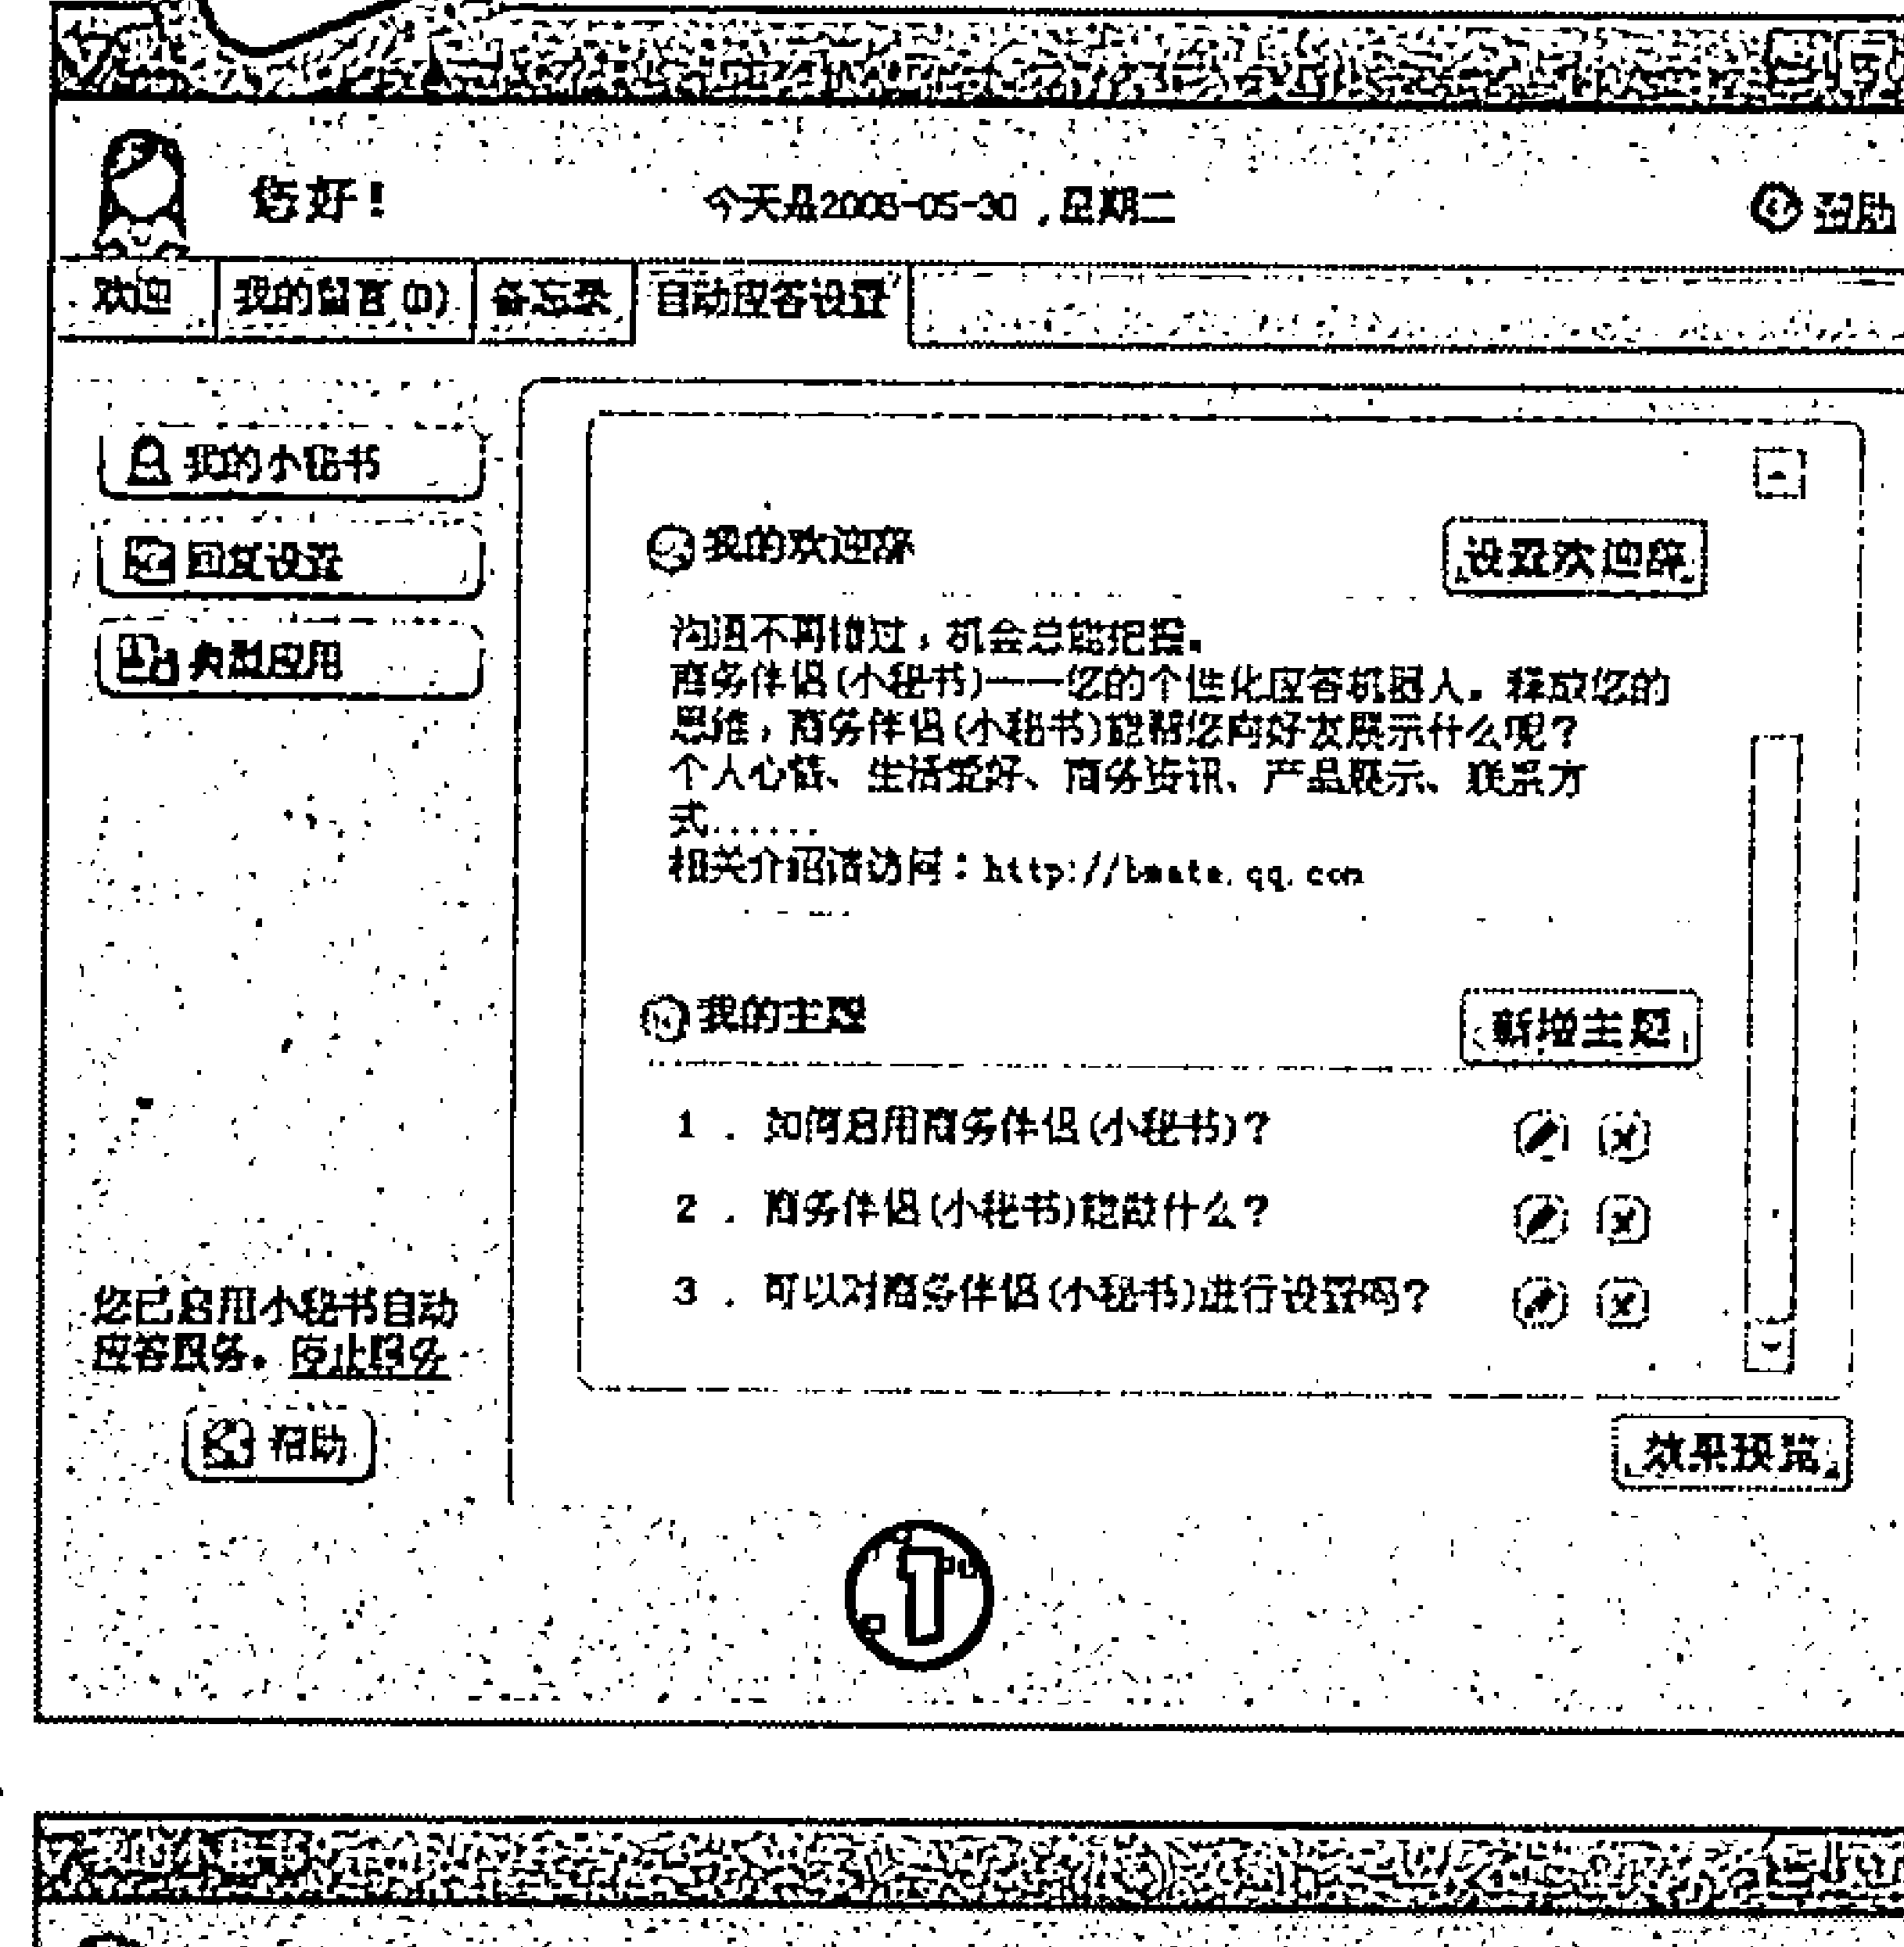 您好！
今天是2006-05-30，星期二
帮助
欢迎
我的留言(0)
备忘录
自动应答设置
我的小秘书
回复设置
典型应用
我的欢迎辞
设置欢迎辞
沟通不再错过，机会总能把握。
商务伴侣(小秘书)——您的个性化应答机器人。释放您的
思维，商务伴侣(小秘书)能帮您向好友展示什么呢？
个人心情、生活爱好、商务资讯、产品展示、联系方
式......
相关介绍请访问：http://bmate.qq.com
我的主题
新增主题
1．如何启用商务伴侣(小秘书)？
2．商务伴侣(小秘书)能做什么？
3．可以对商务伴侣(小秘书)进行设置吗？
您已启用小秘书自动
应答服务。停止服务
帮助
效果预览
1
我的小秘书